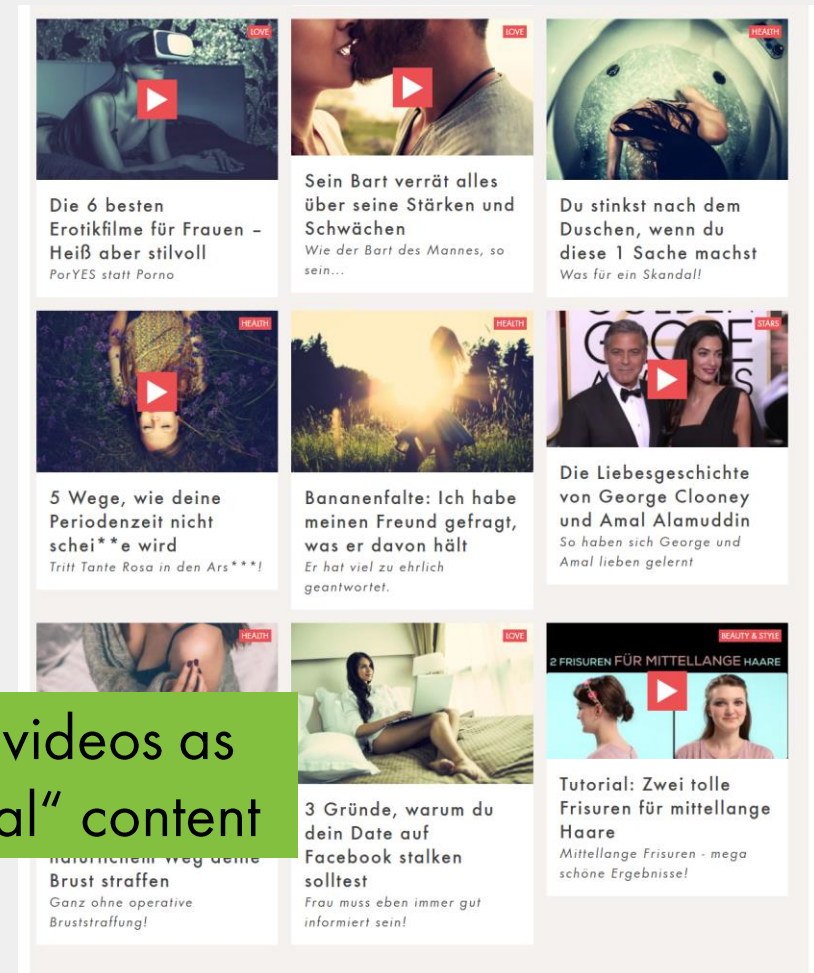 LOVE
Die 6 besten
Erotikfilme für Frauen –
Heiß aber stilvoll
PorYES statt Porno
LOVE
Sein Bart verrät alles
über seine Stärken und
Schwächen
Wie der Bart des Mannes, so
sein...
HEALTH
Du stinkst nach dem
Duschen, wenn du
diese 1 Sache machst
Was für ein Skandal!
HEALTH
5 Wege, wie deine
Periodenzeit nicht
schei**e wird
Tritt Tante Rosa in den Ars***!
HEALTH
Bananenfalte: Ich habe
meinen Freund gefragt,
was er davon hält
Er hat viel zu ehrlich
geantwortet.
STARS
Die Liebesgeschichte
von George Clooney
und Amal Alamuddin
So haben sich George und
Amal lieben gelernt
HEALTH
videos as
al“ content
natürlichem Weg deine
Brust straffen
Ganz ohne operative
Bruststraffung!
LOVE
3 Gründe, warum du
dein Date auf
Facebook stalken
solltest
Frau muss eben immer gut
informiert sein!
BEAUTY & STYLE
2 FRISUREN FÜR MITTELLANGE HAARE
Tutorial: Zwei tolle
Frisuren für mittellange
Haare
Mittellange Frisuren - mega
schöne Ergebnisse!